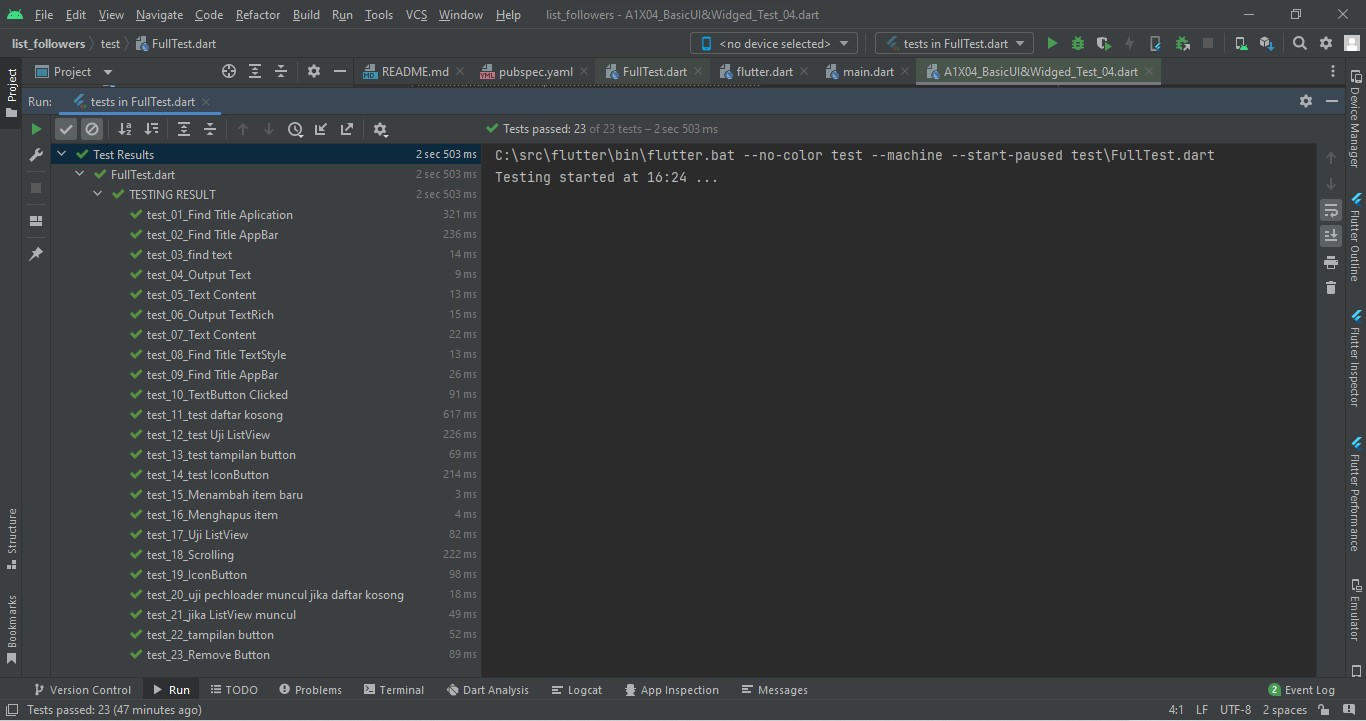 File Edit View Navigate Code Refactor Build Run Tools VCS Window Help list_followers - A1X04_BasicUI&Widged_Test_04.dart
list_followers test FullTest.dart <no device selected> tests in FullTest.dart
Project Project README.md pubspec.yaml FullTest.dart flutter.dart main.dart A1X04_BasicUI&Widged_Test_04.dart
Run: tests in FullTest.dart
Tests passed: 23 of 23 tests – 2 sec 503 ms
Test Results 2 sec 503 ms
FullTest.dart 2 sec 503 ms
TESTING RESULT 2 sec 503 ms
test_01_Find Title Aplication 321 ms
test_02_Find Title AppBar 236 ms
test_03_find text 14 ms
test_04_Output Text 9 ms
test_05_Text Content 13 ms
test_06_Output TextRich 15 ms
test_07_Text Content 22 ms
test_08_Find Title TextStyle 13 ms
test_09_Find Title AppBar 26 ms
test_10_TextButton Clicked 91 ms
test_11_test daftar kosong 617 ms
test_12_test Uji ListView 226 ms
test_13_test tampilan button 69 ms
test_14_test IconButton 214 ms
test_15_Menambah item baru 3 ms
test_16_Menghapus item 4 ms
test_17_Uji ListView 82 ms
test_18_Scrolling 222 ms
test_19_IconButton 98 ms
test_20_uji pechloader muncul jika daftar kosong 18 ms
test_21_jika ListView muncul 49 ms
test_22_tampilan button 52 ms
test_23_Remove Button 89 ms
C:\src\flutter\bin\flutter.bat --no-color test --machine --start-paused test\FullTest.dart
Testing started at 16:24 ...
Structure
Bookmarks
Device Manager
Flutter Outline
Flutter Inspector
Flutter Performance
Emulator
Version Control Run TODO Problems Terminal Dart Analysis Logcat App Inspection Messages 2 Event Log
Tests passed: 23 (47 minutes ago) 4:1 LF UTF-8 2 spaces